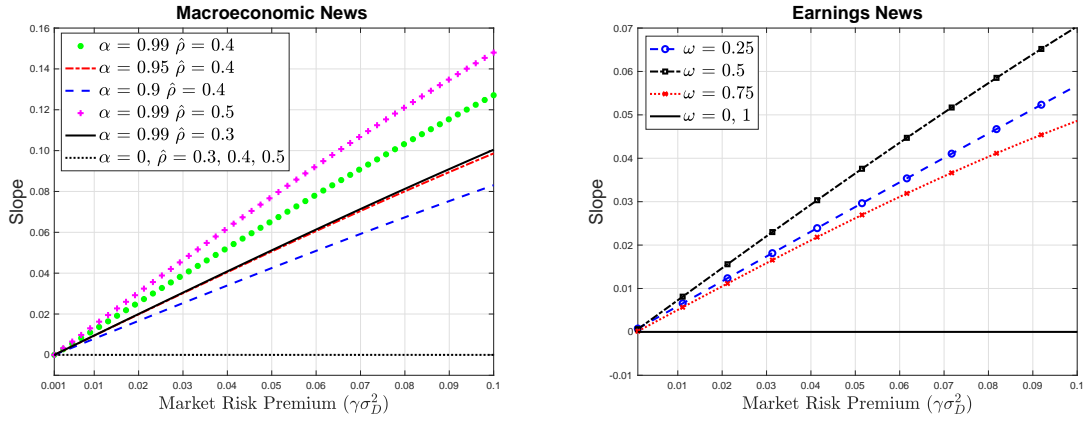 Macroeconomic News
0.16
0.14
0.12
0.1
0.08
0.06
0.04
0.02
0
Slope
α = 0.99 ρ̂ = 0.4
α = 0.95 ρ̂ = 0.4
α = 0.9 ρ̂ = 0.4
α = 0.99 ρ̂ = 0.5
α = 0.99 ρ̂ = 0.3
α = 0, ρ̂ = 0.3, 0.4, 0.5
0.001 0.01 0.02 0.03 0.04 0.05 0.06 0.07 0.08 0.09 0.1
Market Risk Premium (γσ²_D)
Earnings News
0.07
0.06
0.05
0.04
0.03
0.02
0.01
0
-0.01
Slope
ω = 0.25
ω = 0.5
ω = 0.75
ω = 0, 1
0.01 0.02 0.03 0.04 0.05 0.06 0.07 0.08 0.09 0.1
Market Risk Premium (γσ²_D)